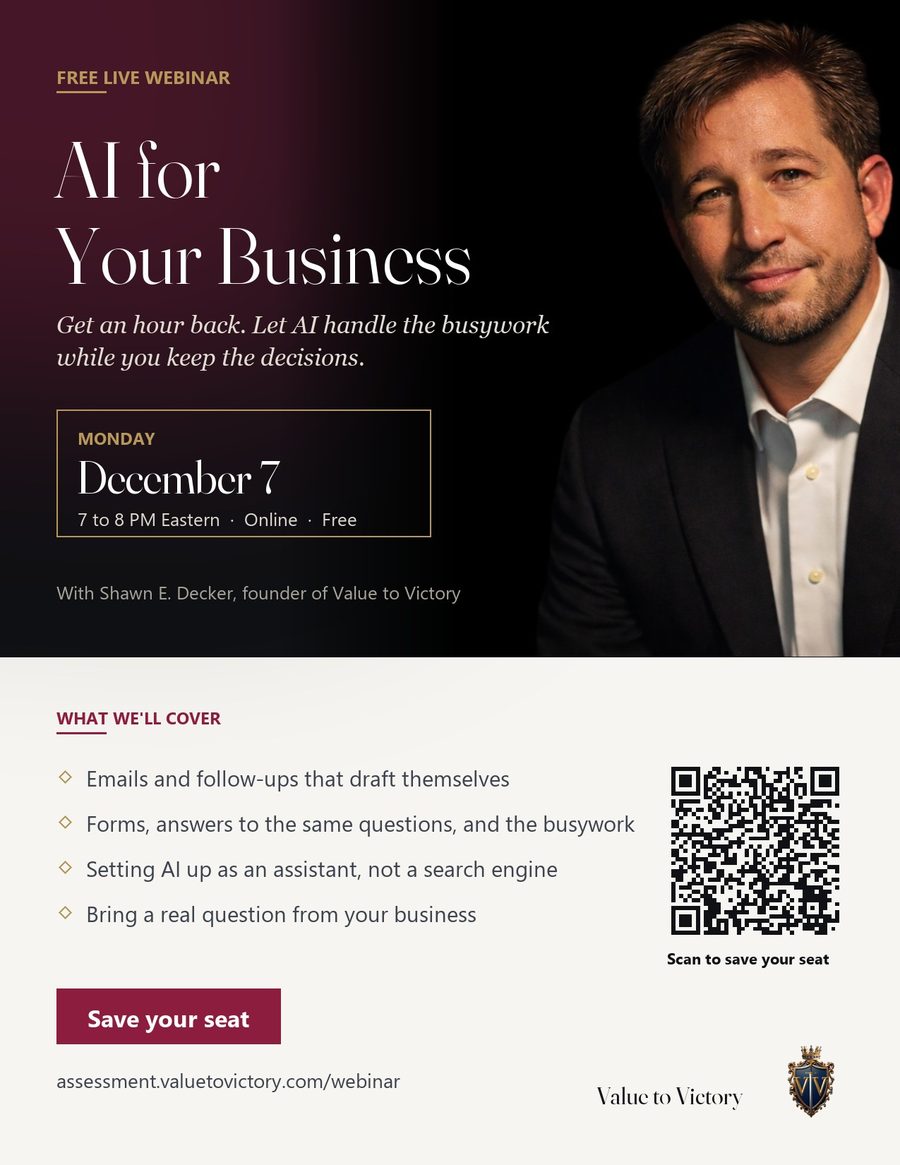 FREE LIVE WEBINAR
AI for
Your Business
Get an hour back. Let AI handle the busywork
while you keep the decisions.
MONDAY
December 7
7 to 8 PM Eastern · Online · Free
With Shawn E. Decker, founder of Value to Victory
WHAT WE'LL COVER
Emails and follow-ups that draft themselves
Forms, answers to the same questions, and the busywork
Setting AI up as an assistant, not a search engine
Bring a real question from your business
Scan to save your seat
Save your seat
assessment.valuetovictory.com/webinar
Value to Victory
VTV